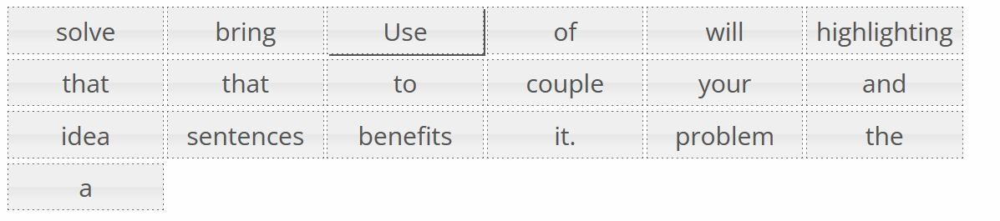 solve bring Use of will highlighting
that that to couple your and
idea sentences benefits it. problem the
a